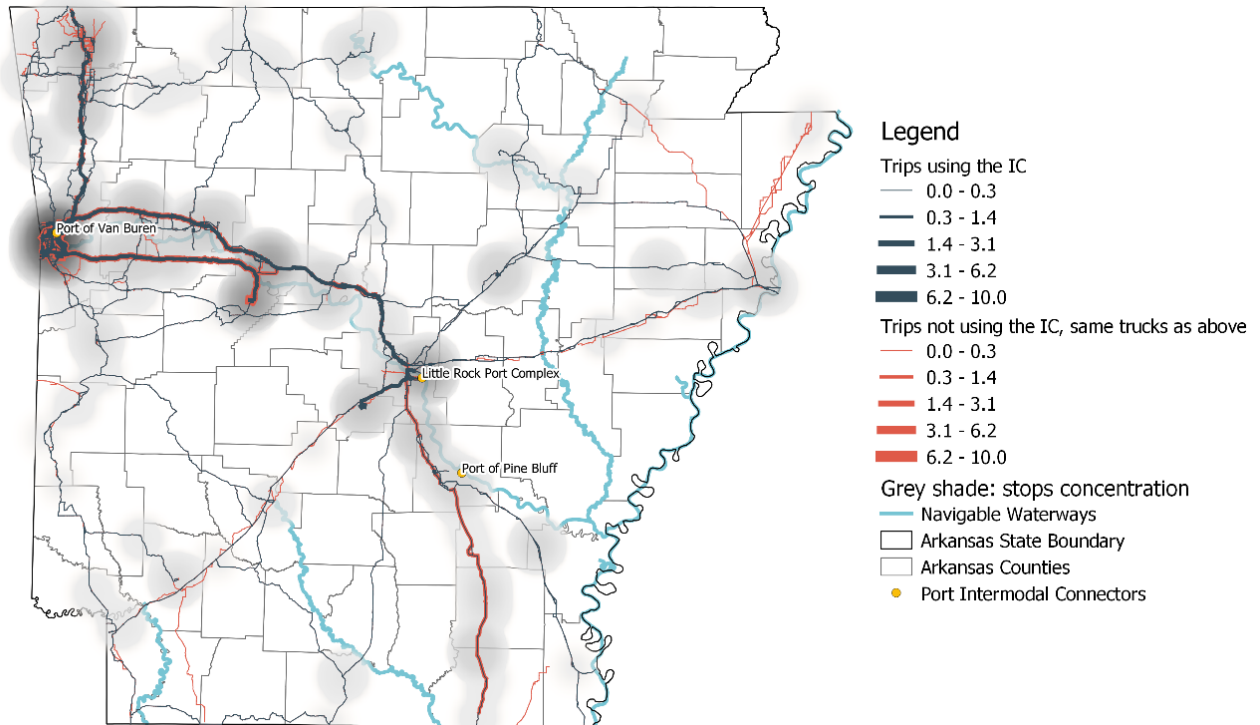 Port of Van Buren
Little Rock Port Complex
Port of Pine Bluff
Legend
Trips using the IC
0.0 - 0.3
0.3 - 1.4
1.4 - 3.1
3.1 - 6.2
6.2 - 10.0
Trips not using the IC, same trucks as above
0.0 - 0.3
0.3 - 1.4
1.4 - 3.1
3.1 - 6.2
6.2 - 10.0
Grey shade: stops concentration
Navigable Waterways
Arkansas State Boundary
Arkansas Counties
Port Intermodal Connectors